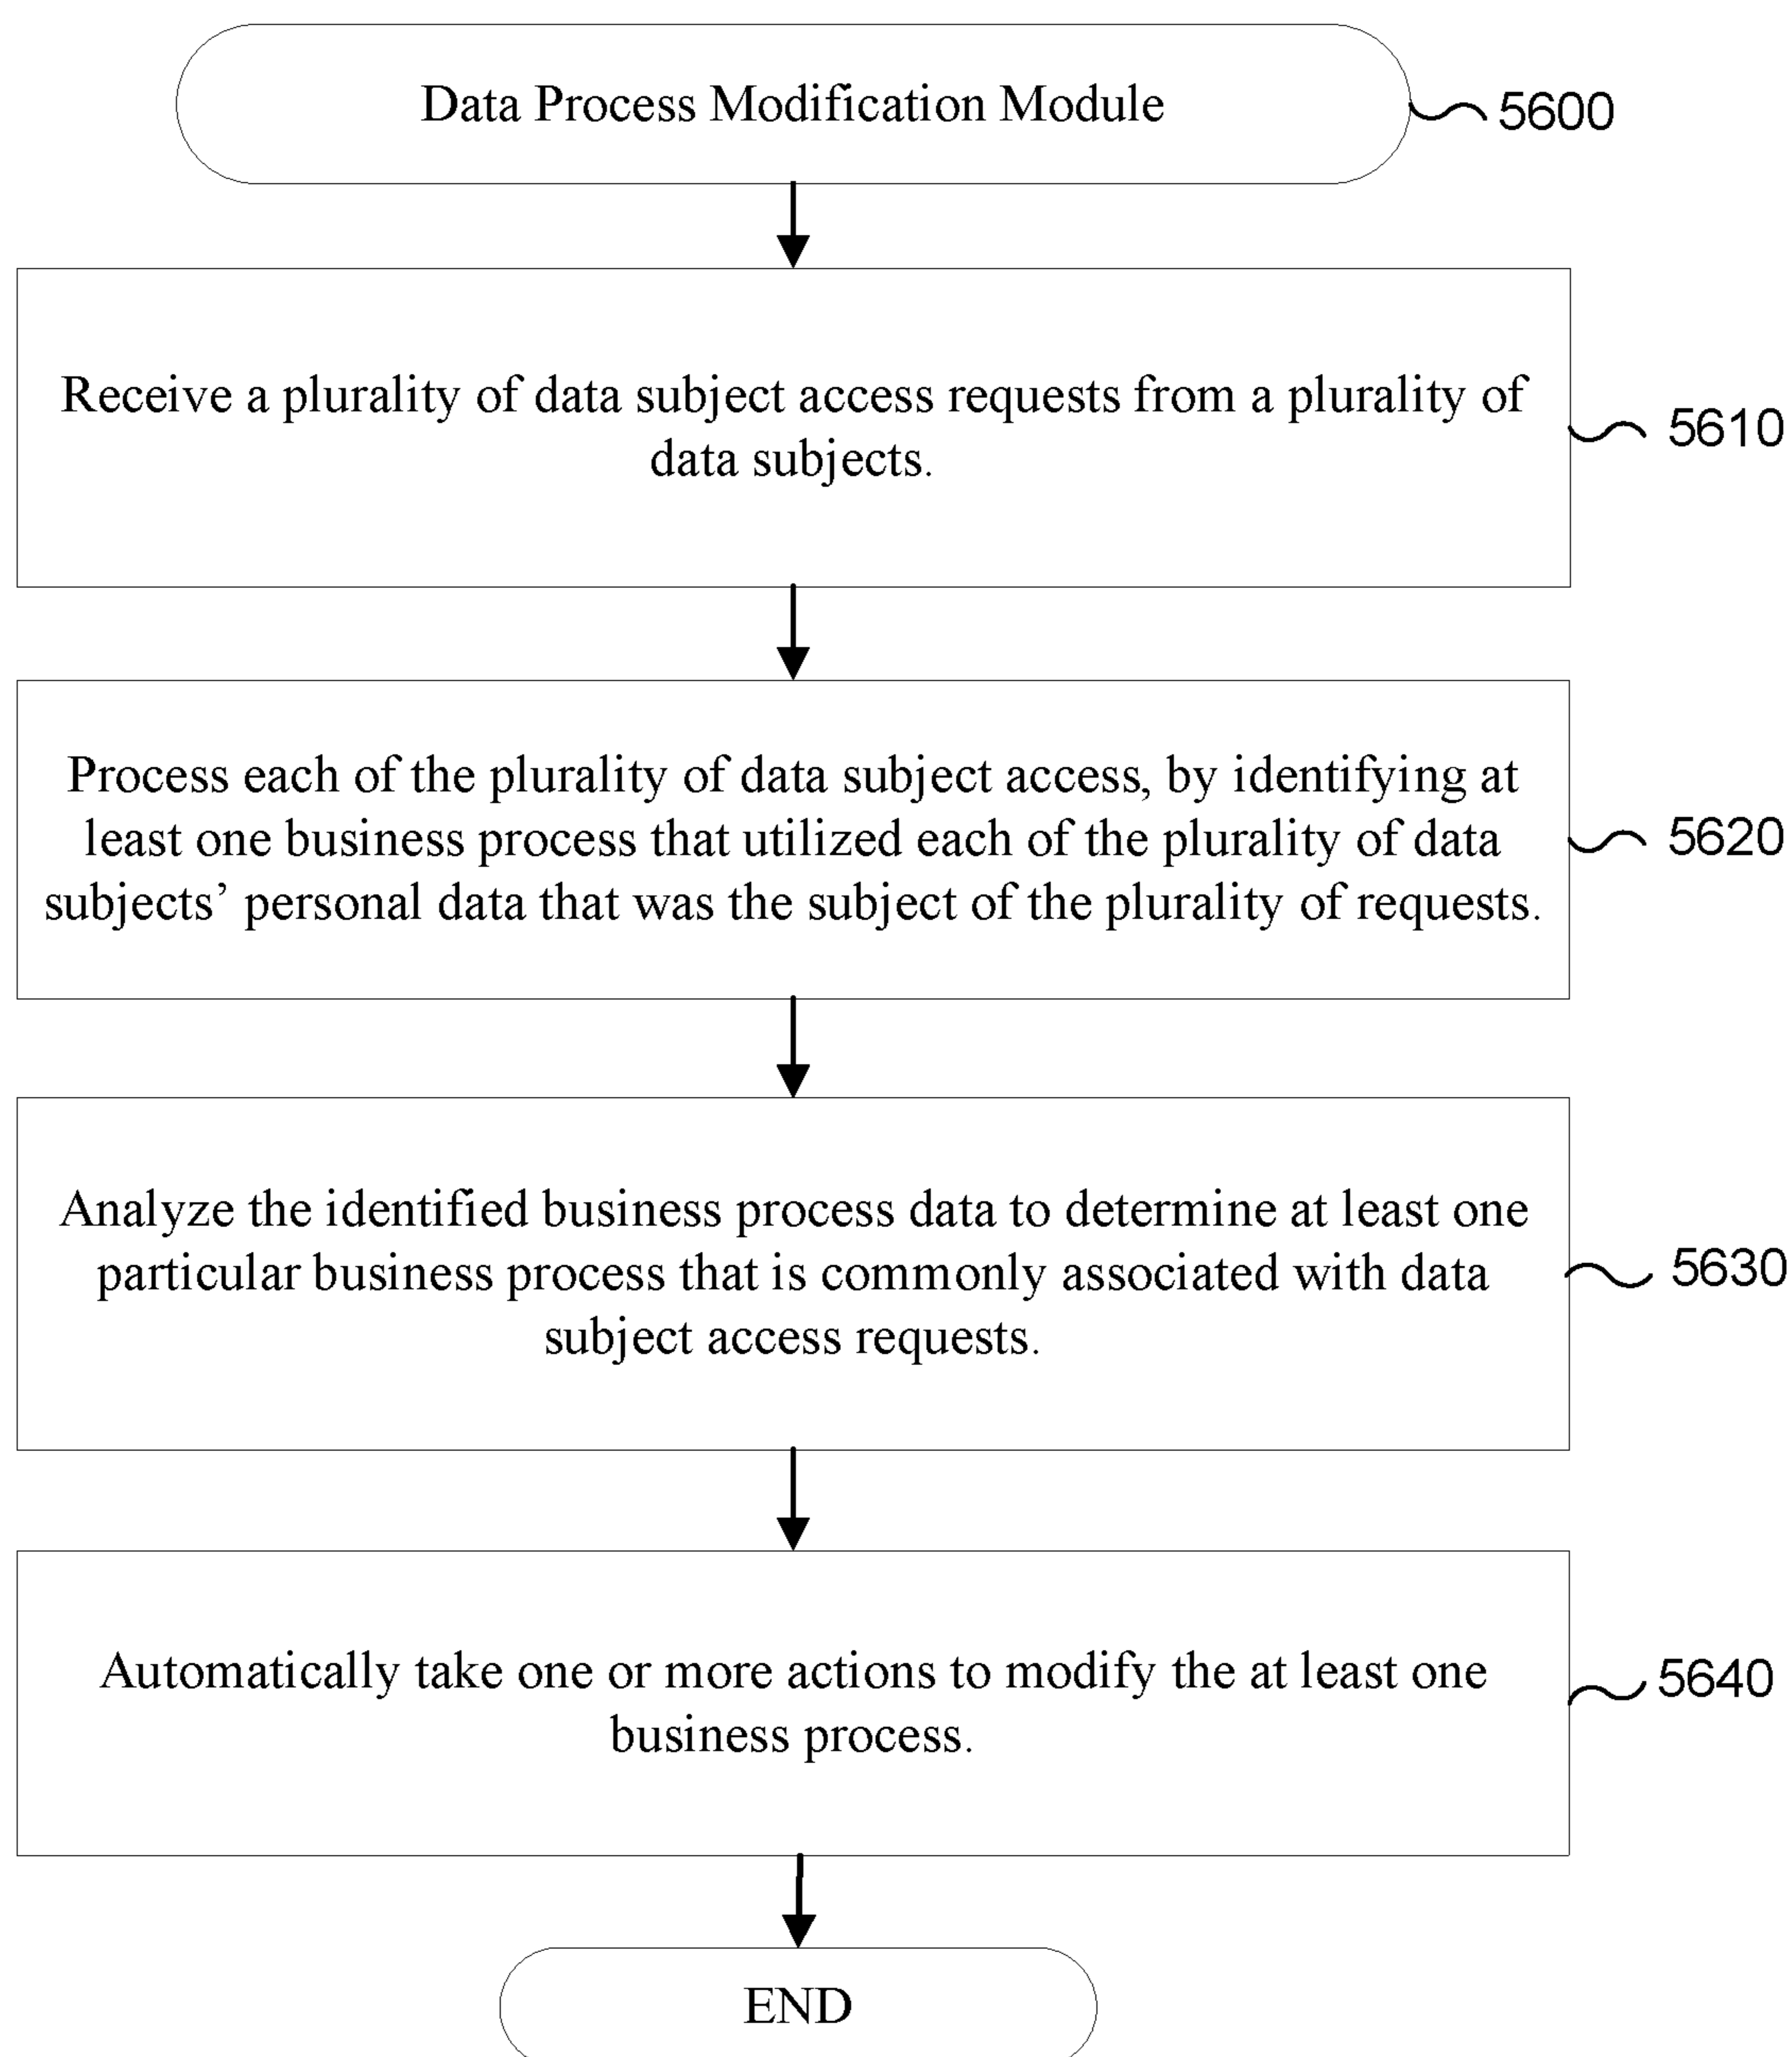 Data Process Modification Module
5600
Receive a plurality of data subject access requests from a plurality of
data subjects.
5610
Process each of the plurality of data subject access, by identifying at
least one business process that utilized each of the plurality of data
subjects’ personal data that was the subject of the plurality of requests.
5620
Analyze the identified business process data to determine at least one
particular business process that is commonly associated with data
subject access requests.
5630
Automatically take one or more actions to modify the at least one
business process.
5640
END